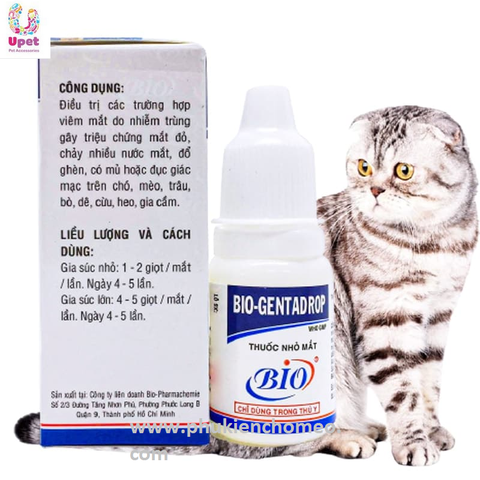 Upet
Pet Accessories
CÔNG DỤNG:
Điều trị các trường hợp
viêm mắt do nhiễm trùng
gây triệu chứng mắt đỏ,
chảy nhiều nước mắt, đổ
ghèn, có mủ hoặc đục giác
mạc trên chó, mèo, trâu,
bò, dê, cừu, heo, gia cầm.
LIỀU LƯỢNG VÀ CÁCH
DÙNG:
Gia súc nhỏ: 1 - 2 giọt / mắt
/ lần. Ngày 4 - 5 lần.
Gia súc lớn: 4 - 5 giọt / mắt /
lần. Ngày 4 - 5 lần.
Sản xuất tại: Công ty liên doanh Bio-Pharmachemie
Số 2/3 Đường Tăng Nhơn Phú, Phường Phước Long B
Quận 9, Thành phố Hồ Chí Minh
BIO-GENTADROP
WHO GMP
THUỐC NHỎ MẮT
BIO
CHỈ DÙNG TRONG THÚ Y
com